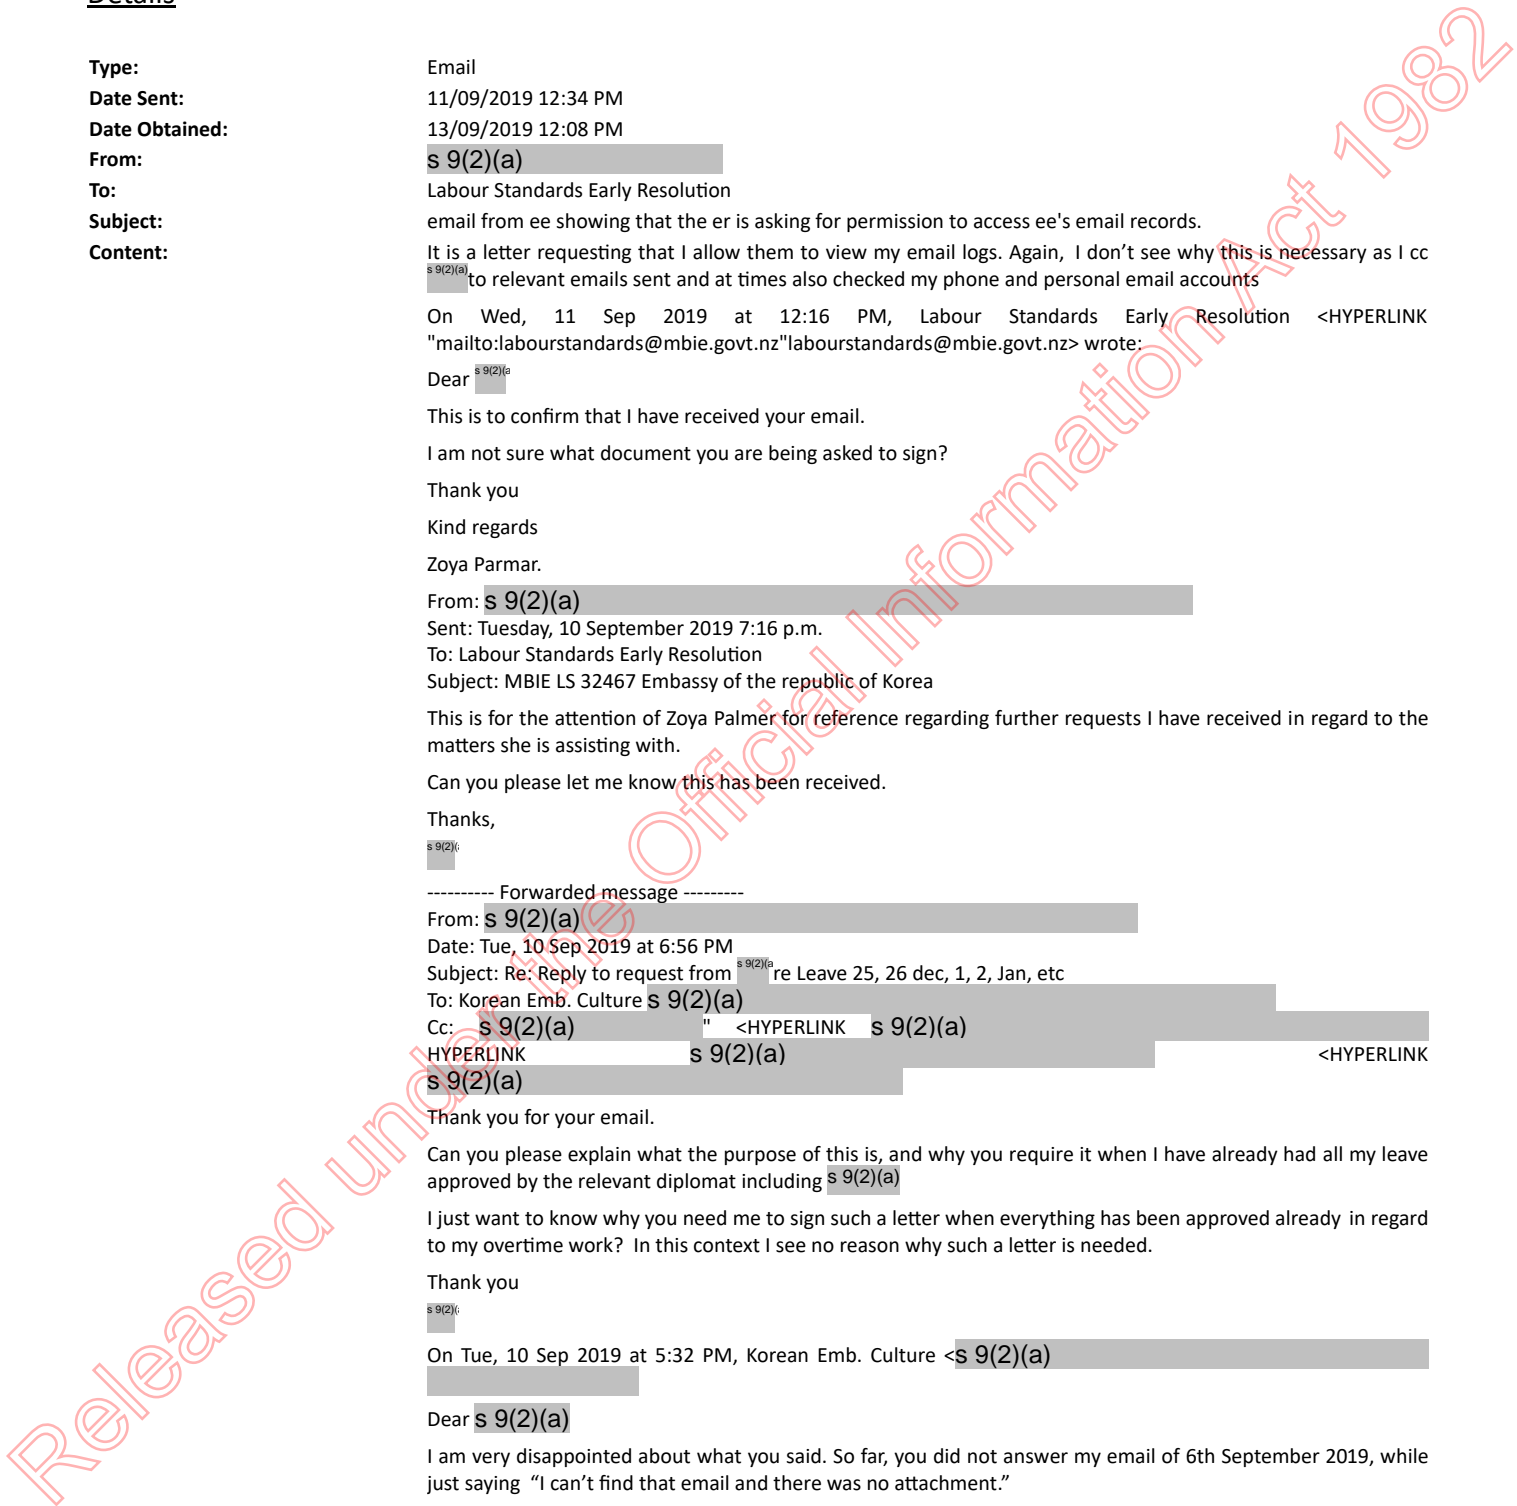 Details
Type: Email
Date Sent: 11/09/2019 12:34 PM
Date Obtained: 13/09/2019 12:08 PM
From: s 9(2)(a)
To: Labour Standards Early Resolution
Subject: email from ee showing that the er is asking for permission to access ee's email records.
Content: It is a letter requesting that I allow them to view my email logs. Again, I don't see why this is necessary as I cc
s 9(2)(a) to relevant emails sent and at times also checked my phone and personal email accounts
On Wed, 11 Sep 2019 at 12:16 PM, Labour Standards Early Resolution <HYPERLINK
"mailto:labourstandards@mbie.govt.nz"labourstandards@mbie.govt.nz> wrote:
Dear s 9(2)(a
This is to confirm that I have received your email.
I am not sure what document you are being asked to sign?
Thank you
Kind regards
Zoya Parmar.
From: s 9(2)(a)
Sent: Tuesday, 10 September 2019 7:16 p.m.
To: Labour Standards Early Resolution
Subject: MBIE LS 32467 Embassy of the republic of Korea
This is for the attention of Zoya Palmer for reference regarding further requests I have received in regard to the
matters she is assisting with.
Can you please let me know this has been received.
Thanks,
s 9(2)(
---------- Forwarded message ---------
From: s 9(2)(a)
Date: Tue, 10 Sep 2019 at 6:56 PM
Subject: Re: Reply to request from s 9(2)(a re Leave 25, 26 dec, 1, 2, Jan, etc
To: Korean Emb. Culture s 9(2)(a)
Cc: s 9(2)(a) " <HYPERLINK s 9(2)(a)
HYPERLINK s 9(2)(a) <HYPERLINK
s 9(2)(a)
Thank you for your email.
Can you please explain what the purpose of this is, and why you require it when I have already had all my leave
approved by the relevant diplomat including s 9(2)(a)
I just want to know why you need me to sign such a letter when everything has been approved already in regard
to my overtime work? In this context I see no reason why such a letter is needed.
Thank you
s 9(2)(
On Tue, 10 Sep 2019 at 5:32 PM, Korean Emb. Culture <s 9(2)(a)
Dear s 9(2)(a)
I am very disappointed about what you said. So far, you did not answer my email of 6th September 2019, while
just saying “I can’t find that email and there was no attachment.”
Released under the Official Information Act 1982